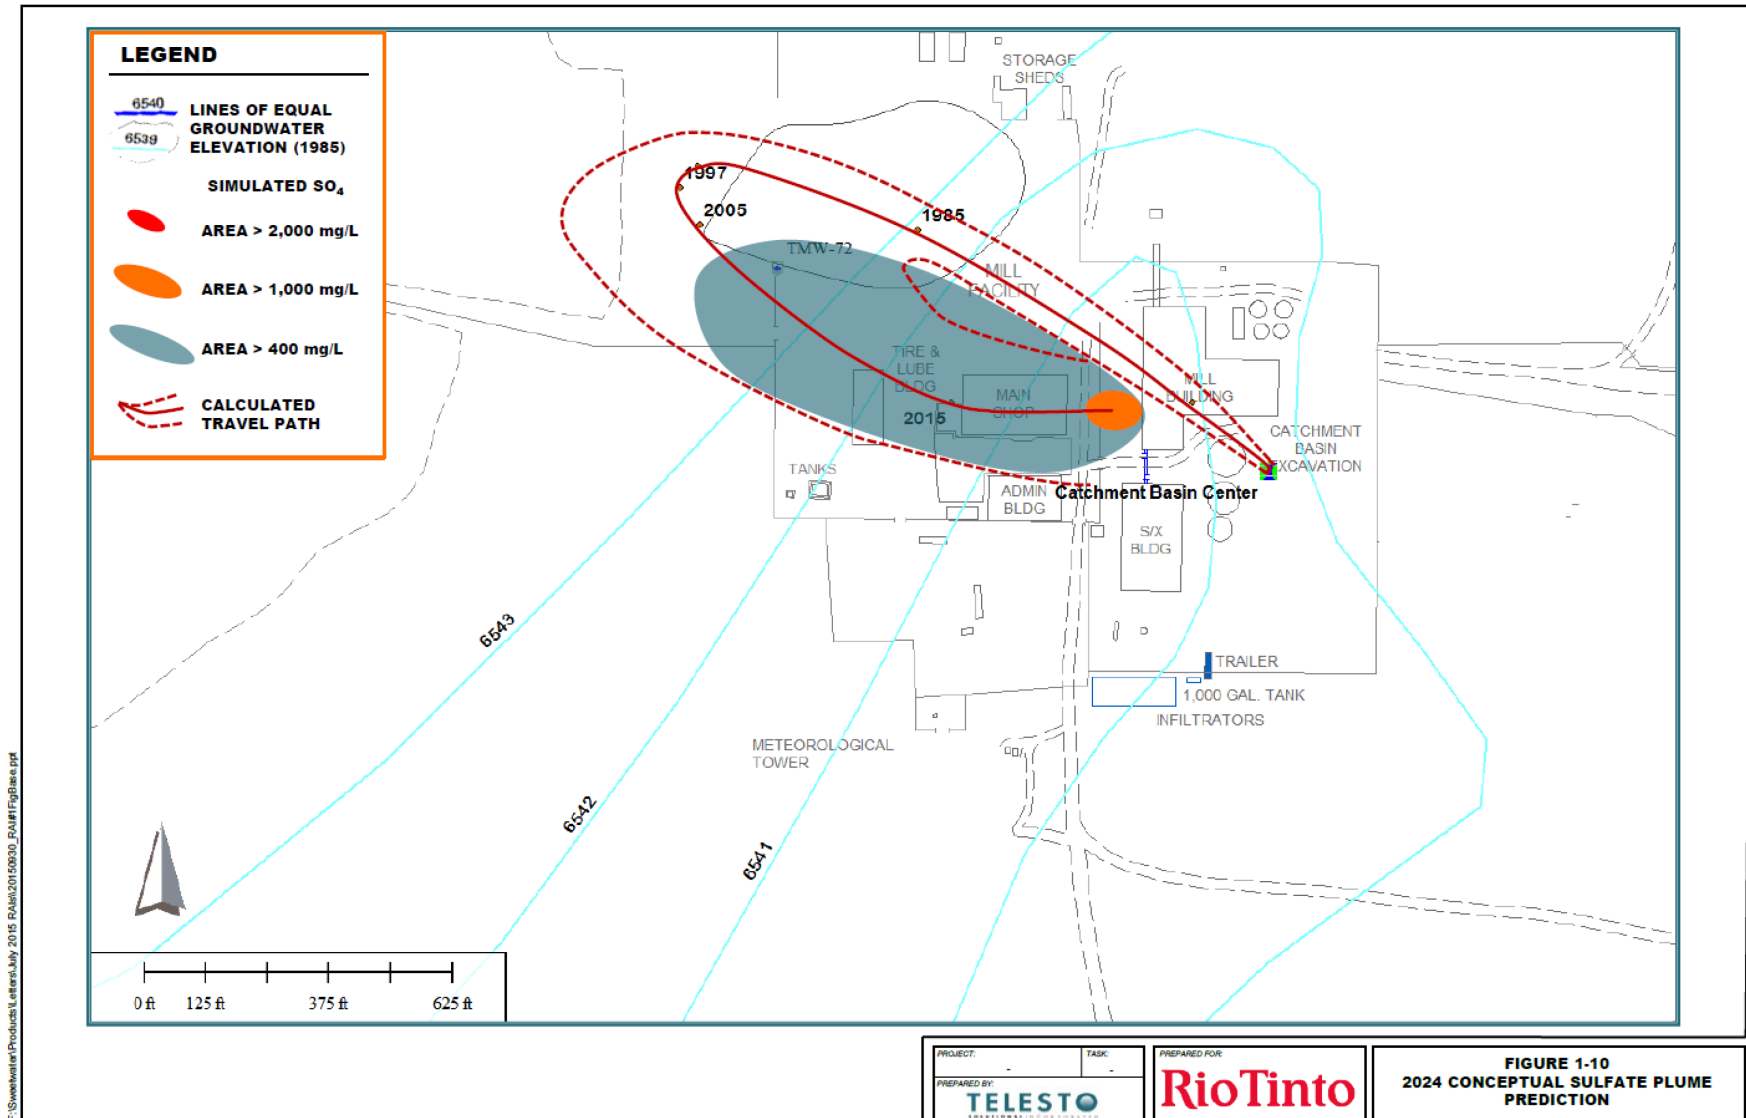 LEGEND
6540
6539
LINES OF EQUAL
GROUNDWATER
ELEVATION (1985)
SIMULATED SO4
AREA > 2,000 mg/L
AREA > 1,000 mg/L
AREA > 400 mg/L
CALCULATED
TRAVEL PATH
STORAGE
SHEDS
1997
2005
1985
TMW-72
MILL
FACILITY
TIRE &
LUBE
BLDG
MAIN
SHOP
2015
MILL
BUILDING
CATCHMENT
BASIN
EXCAVATION
TANKS
ADMIN
BLDG
Catchment Basin Center
S/X
BLDG
6543
6542
6541
TRAILER
1,000 GAL. TANK
INFILTRATORS
METEOROLOGICAL
TOWER
0 ft 125 ft 375 ft 625 ft
PROJECT:
-
TASK:
-
PREPARED BY:
TELESTO
PREPARED FOR:
RioTinto
FIGURE 1-10
2024 CONCEPTUAL SULFATE PLUME
PREDICTION